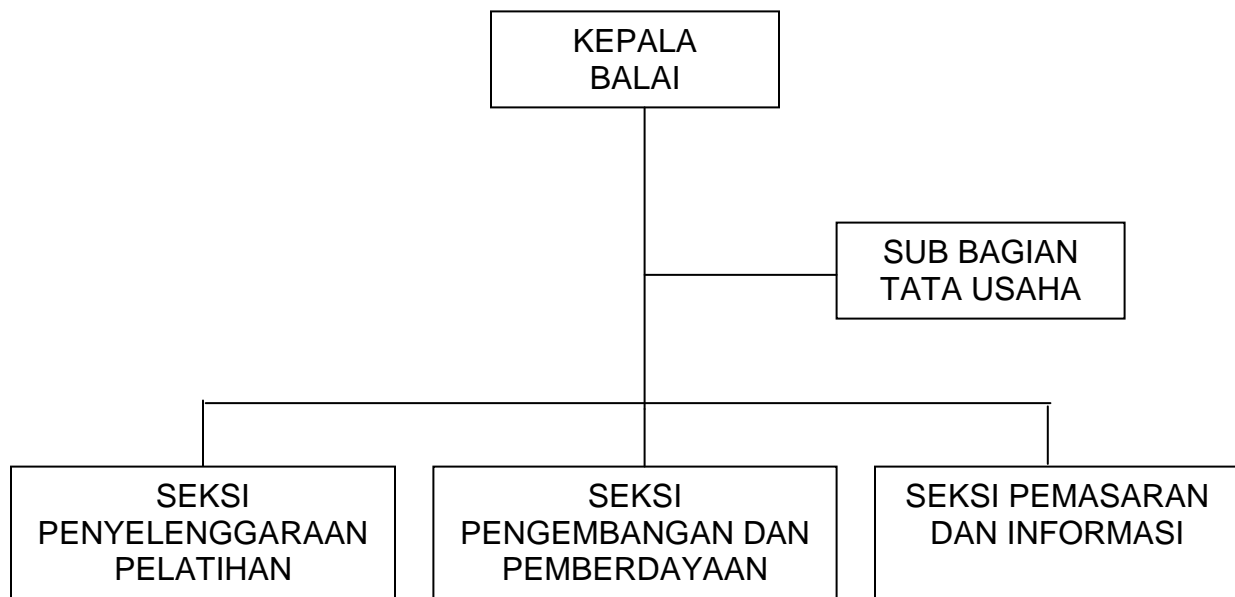 KEPALA
BALAI
SUB BAGIAN
TATA USAHA
SEKSI
PENYELENGGARAAN
PELATIHAN
SEKSI
PENGEMBANGAN DAN
PEMBERDAYAAN
SEKSI PEMASARAN
DAN INFORMASI